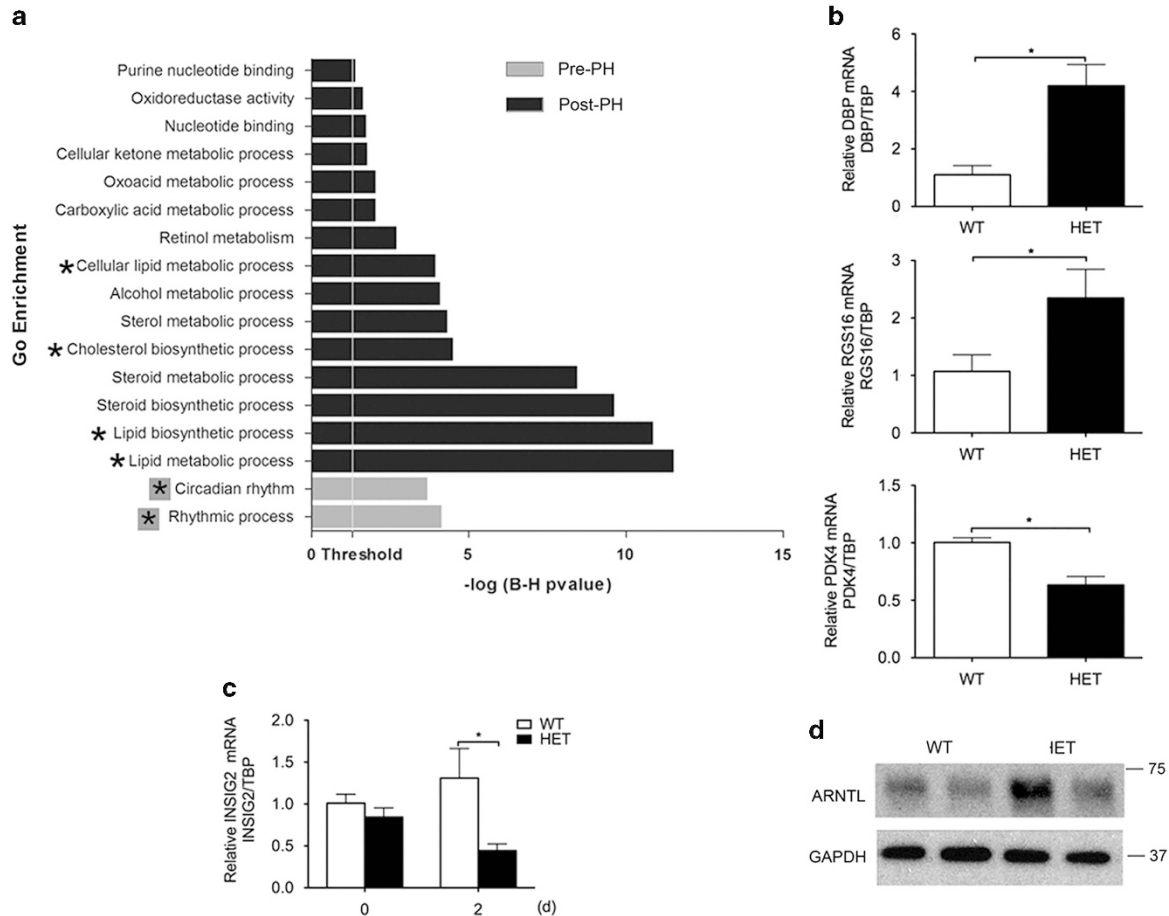 a
Go Enrichment
Purine nucleotide binding
Oxidoreductase activity
Nucleotide binding
Cellular ketone metabolic process
Oxoacid metabolic process
Carboxylic acid metabolic process
Retinol metabolism
* Cellular lipid metabolic process
Alcohol metabolic process
Sterol metabolic process
* Cholesterol biosynthetic process
Steroid metabolic process
Steroid biosynthetic process
* Lipid biosynthetic process
* Lipid metabolic process
* Circadian rhythm
* Rhythmic process
0 Threshold 5 10 15
-log (B-H pvalue)
Pre-PH
Post-PH
b
Relative DBP mRNA
DBP/TBP
6
4
2
0
*
WT HET
Relative RGS16 mRNA
RGS16/TBP
3
2
1
0
*
WT HET
Relative PDK4 mRNA
PDK4/TBP
1.5
1.0
0.5
0.0
*
WT HET
c
Relative INSIG2 mRNA
INSIG2/TBP
2.0
1.5
1.0
0.5
0.0
*
WT
HET
0 2 (d)
d
WT HET
75
ARNTL
GAPDH
37